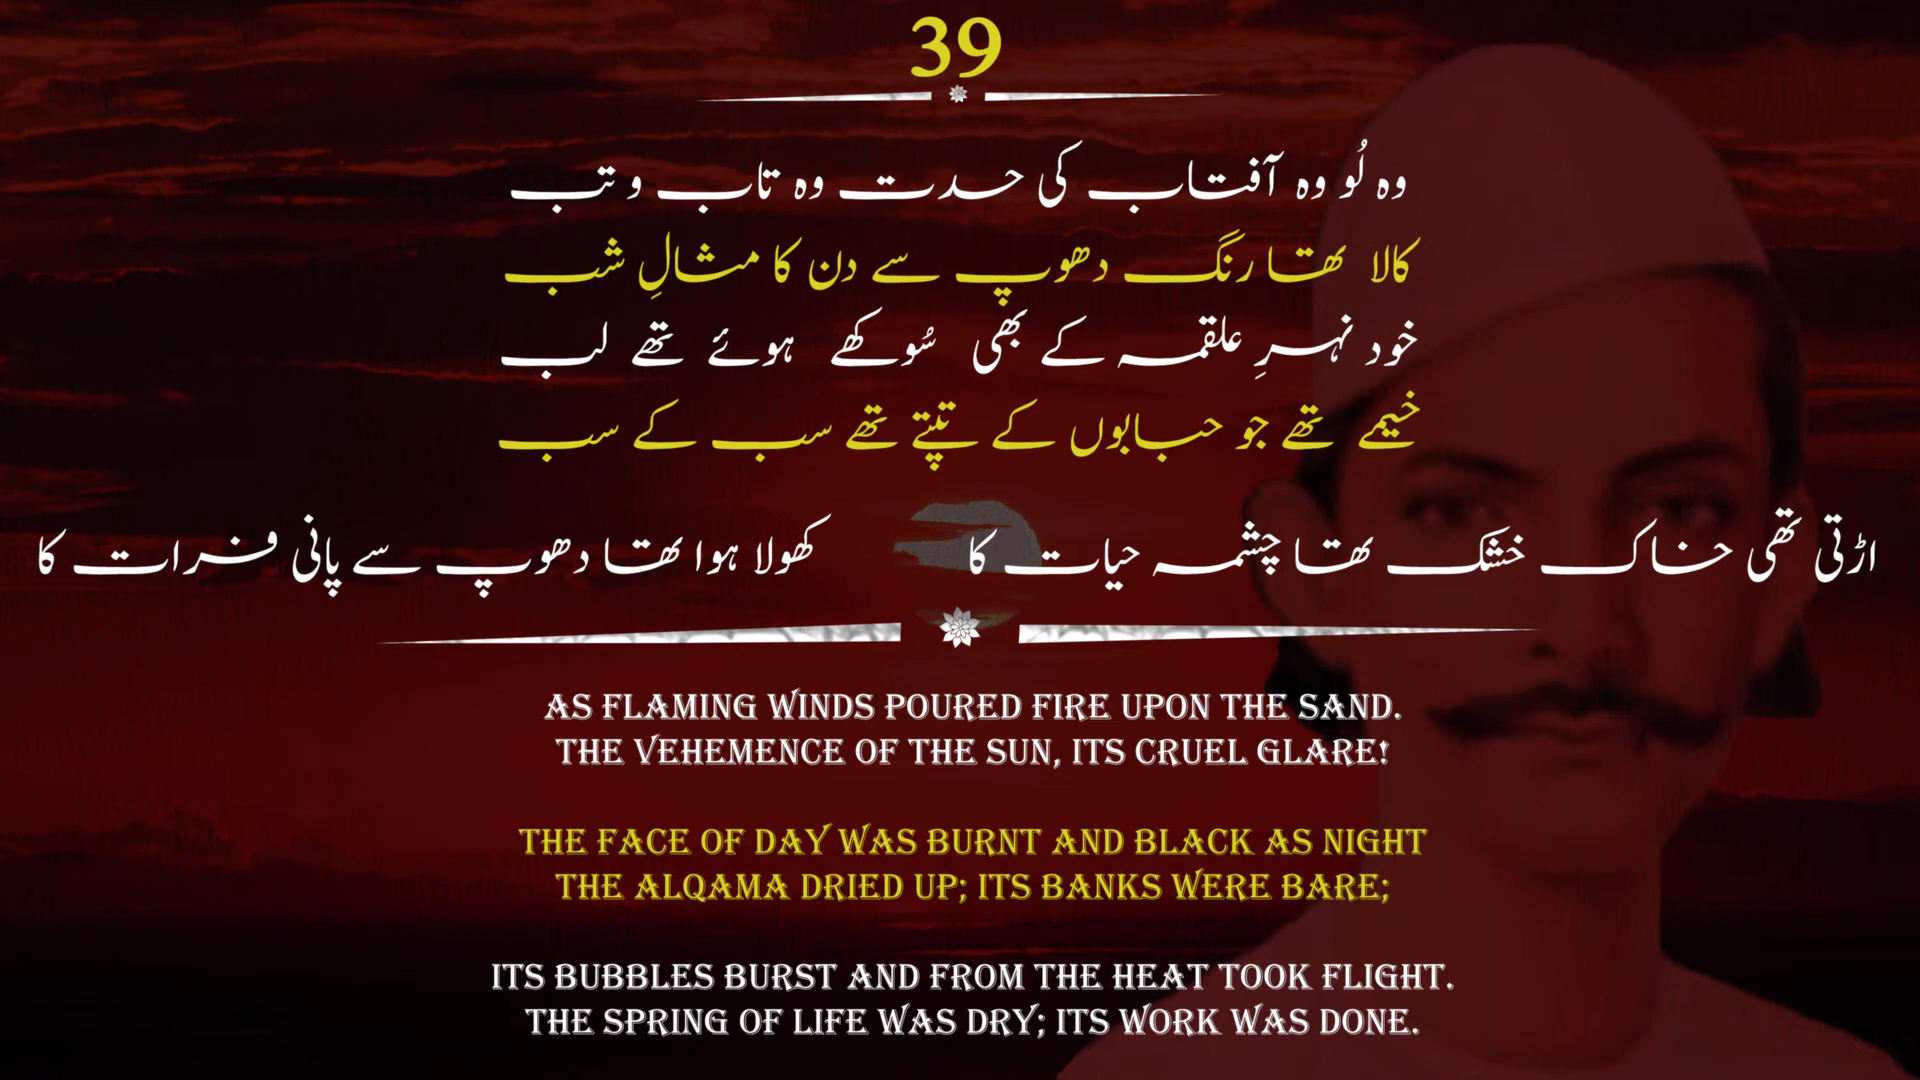 39
وہ لُو وہ آفتاب کی حدت وہ تاب و تب
کالا تھا رنگ دھوپ سے دن کا مثالِ شب
خود نہرِ علقمہ کے بھی سُوکھے ہوئے تھے لب
خیمے تھے جو حبابوں کے تپتے تھے سب کے سب
اڑتی تھی خاک خشک تھا چشمہ حیات کا کھولا ہوا تھا دھوپ سے پانی فرات کا
AS FLAMING WINDS POURED FIRE UPON THE SAND.
THE VEHEMENCE OF THE SUN, ITS CRUEL GLARE!
THE FACE OF DAY WAS BURNT AND BLACK AS NIGHT
THE ALQAMA DRIED UP; ITS BANKS WERE BARE;
ITS BUBBLES BURST AND FROM THE HEAT TOOK FLIGHT.
THE SPRING OF LIFE WAS DRY; ITS WORK WAS DONE.